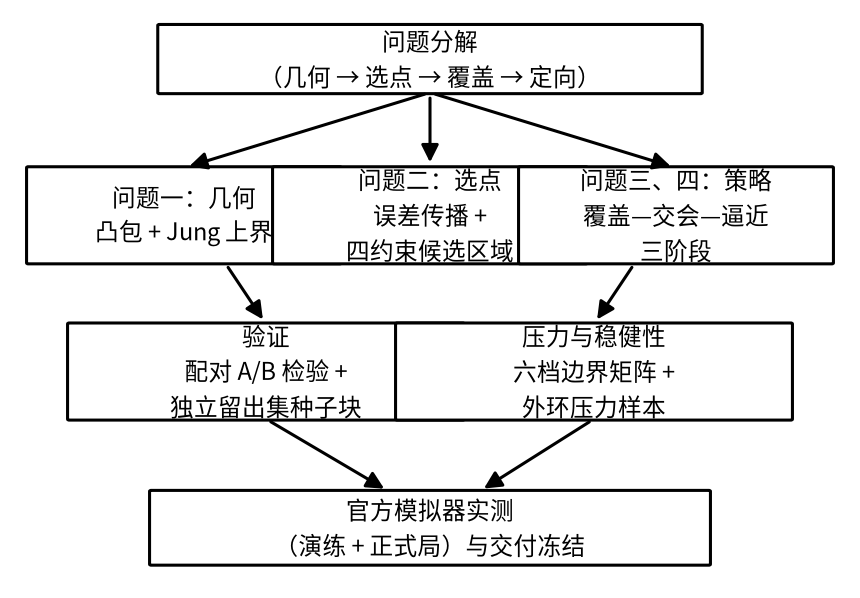 问题分解
（几何 → 选点 → 覆盖 → 定向）
问题一：几何
凸包 + Jung 上界
问题二：选点
误差传播 +
四约束候选区域
问题三、四：策略
覆盖—交会—逼近
三阶段
验证
配对 A/B 检验 +
独立留出集种子块
压力与稳健性
六档边界矩阵 +
外环压力样本
官方模拟器实测
（演练 + 正式局）与交付冻结